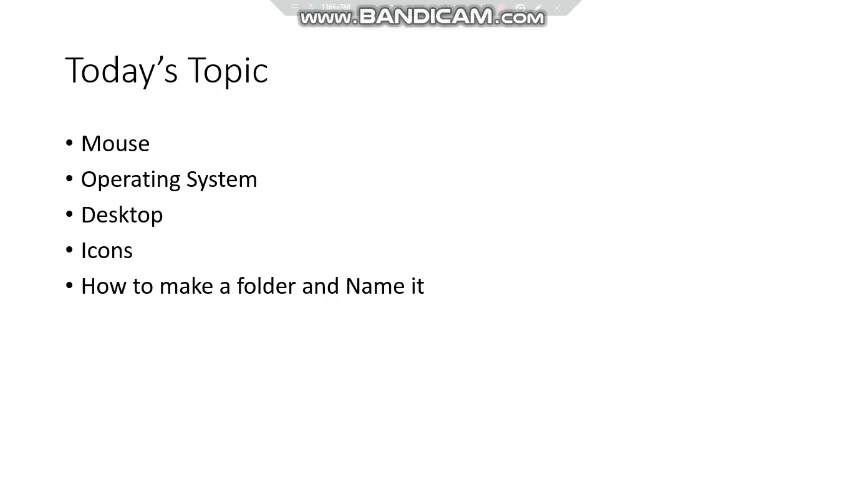 www.BANDICAM.com
Today’s Topic
• Mouse
• Operating System
• Desktop
• Icons
• How to make a folder and Name it